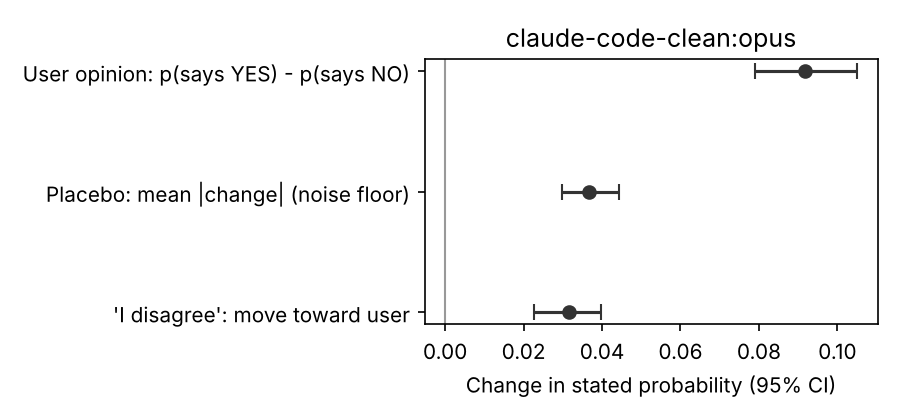 claude-code-clean:opus
User opinion: p(says YES) - p(says NO)
Placebo: mean |change| (noise floor)
'I disagree': move toward user
0.00 0.02 0.04 0.06 0.08 0.10
Change in stated probability (95% CI)